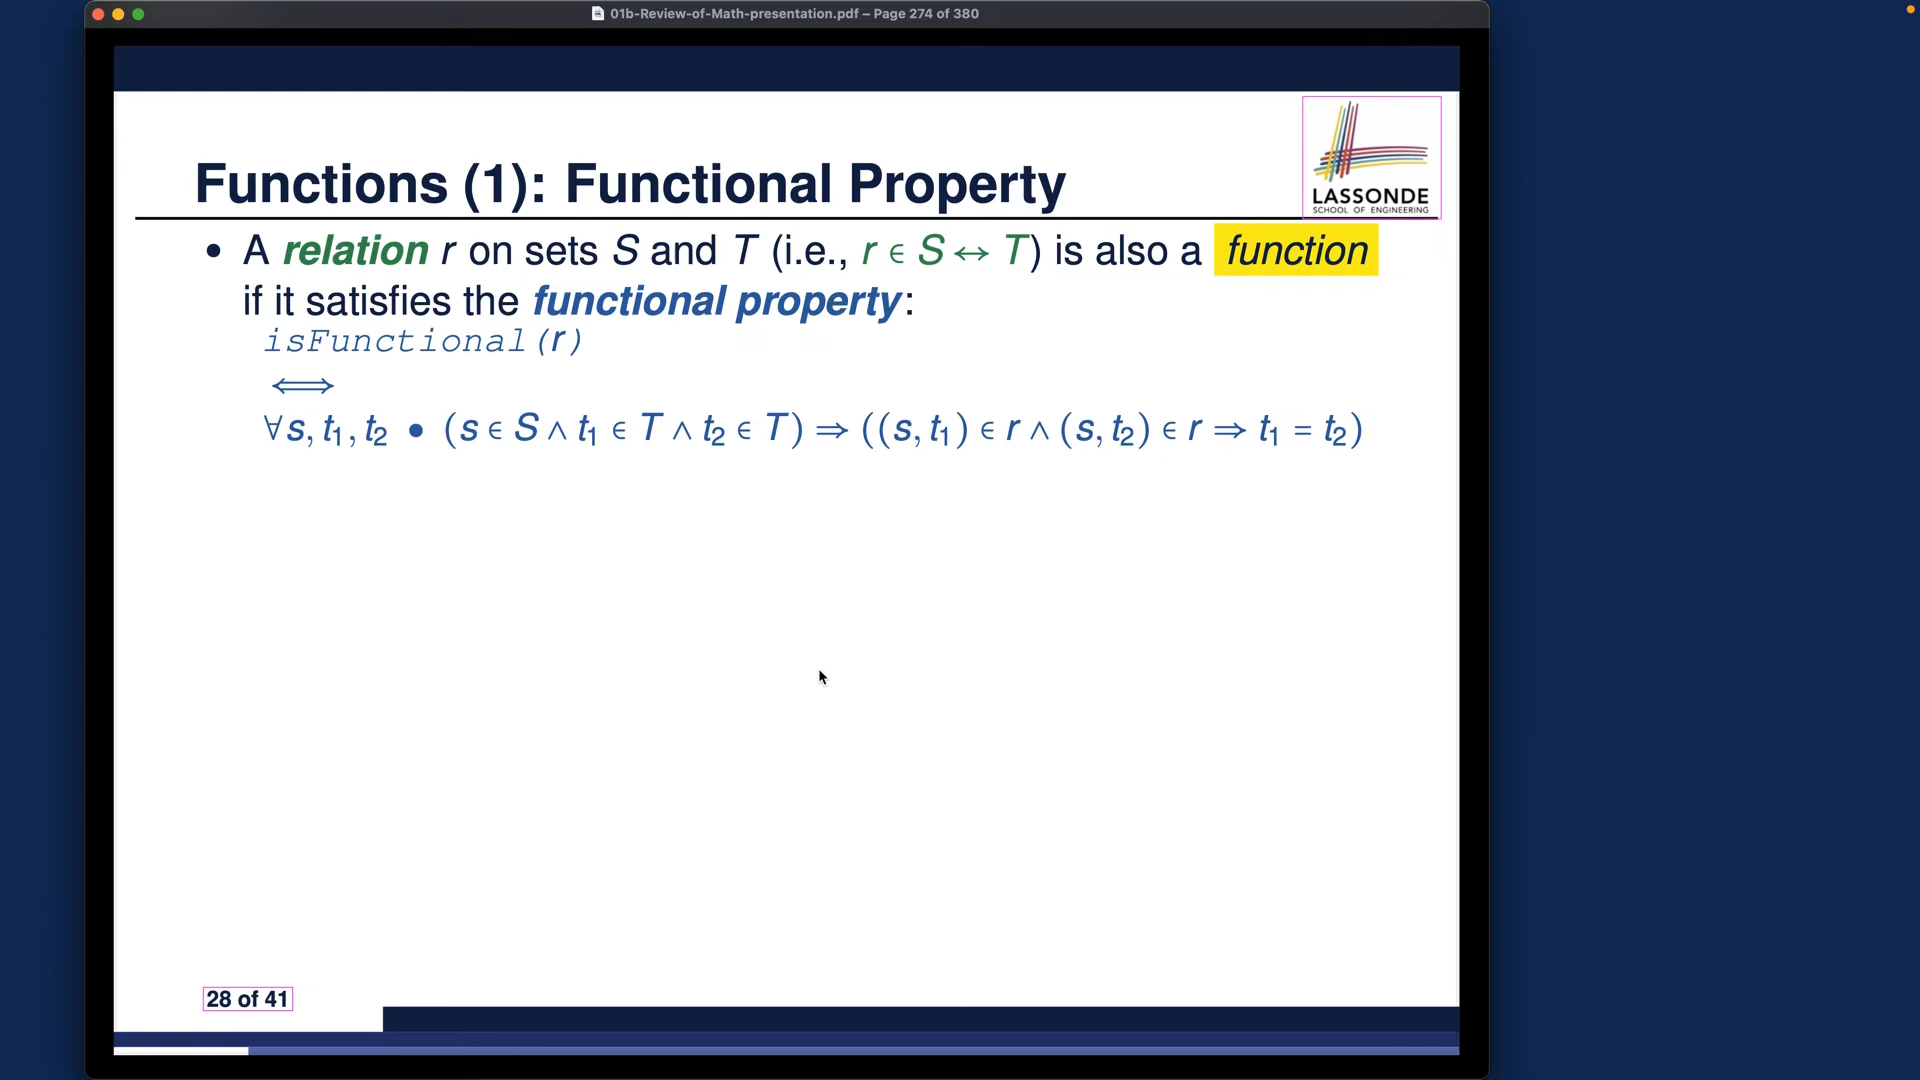 01b-Review-of-Math-presentation.pdf – Page 274 of 380
LASSONDE
SCHOOL OF ENGINEERING
Functions (1): Functional Property
• A relation r on sets S and T (i.e., r ∈ S ↔ T) is also a function
if it satisfies the functional property:
isFunctional(r)
⟺
∀s, t₁, t₂ • (s ∈ S ∧ t₁ ∈ T ∧ t₂ ∈ T) ⇒ ((s, t₁) ∈ r ∧ (s, t₂) ∈ r ⇒ t₁ = t₂)
28 of 41